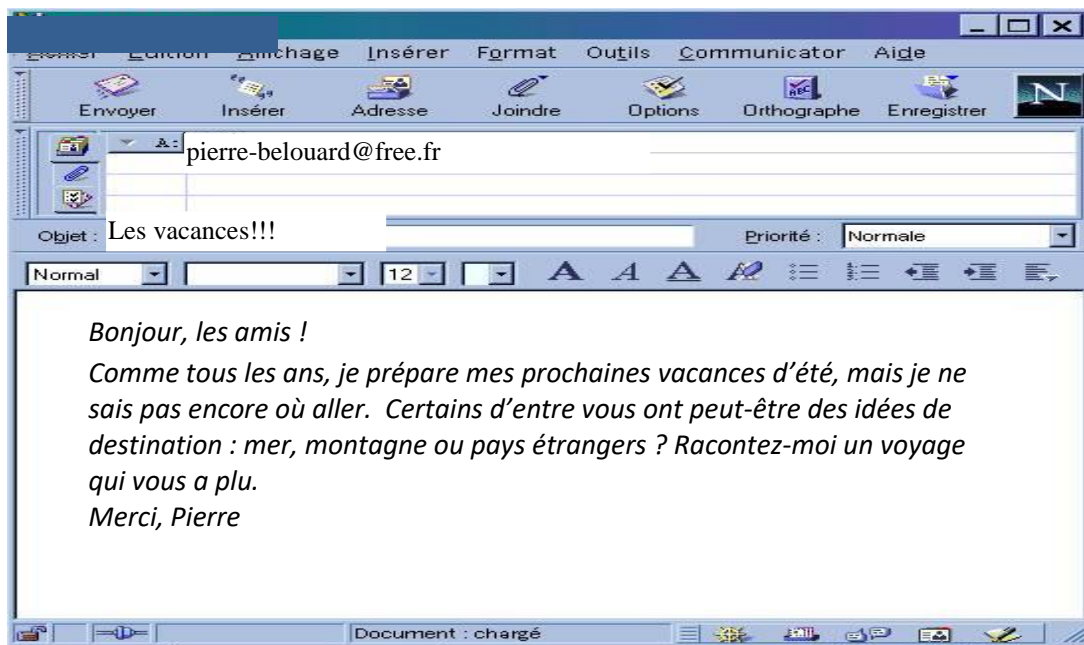 Affichage Insérer Format Outils Communicator Aide
Envoyer Insérer Adresse Joindre Options Orthographe Enregistrer
N
A: pierre-belouard@free.fr
Objet : Les vacances!!! Priorité : Normale
Normal 12 A A A
Bonjour, les amis !
Comme tous les ans, je prépare mes prochaines vacances d’été, mais je ne
sais pas encore où aller. Certains d’entre vous ont peut-être des idées de
destination : mer, montagne ou pays étrangers ? Racontez-moi un voyage
qui vous a plu.
Merci, Pierre
Document : chargé